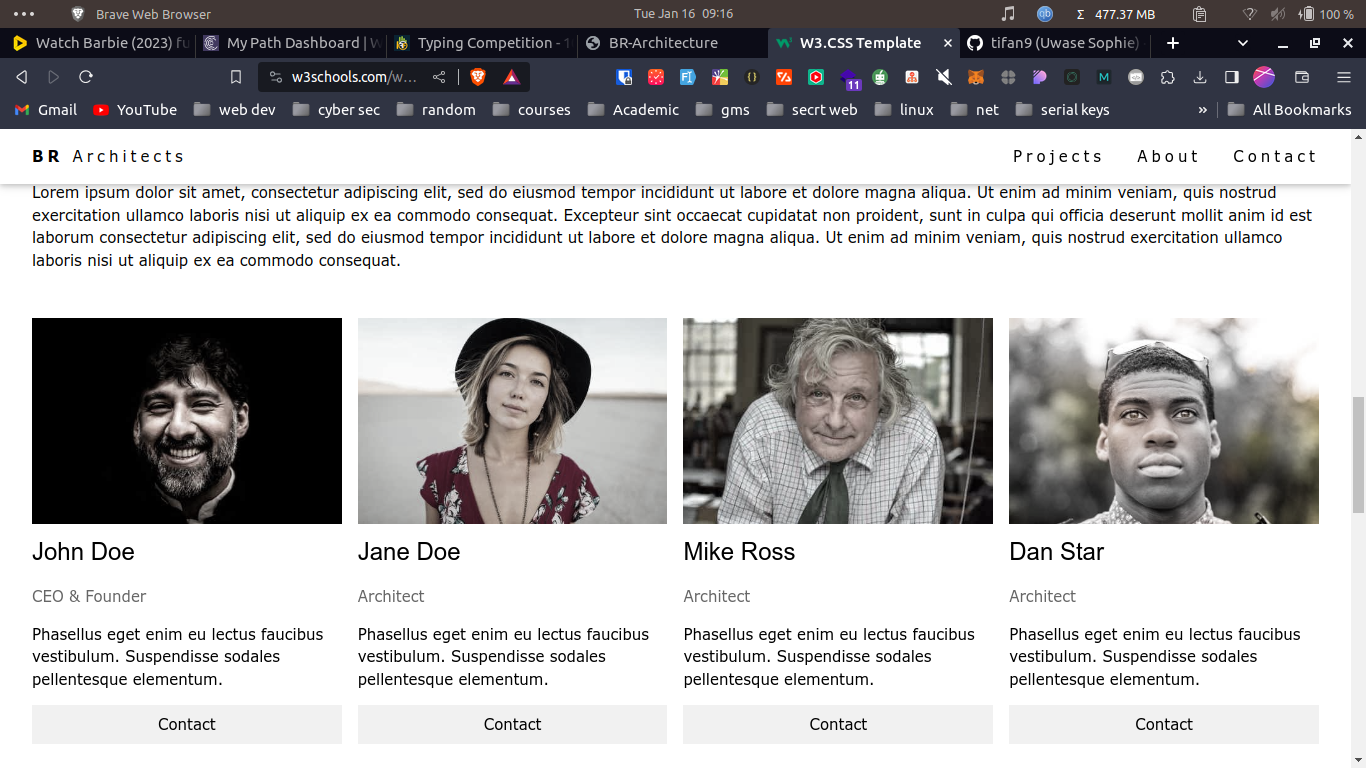 Brave Web Browser
Tue Jan 16 09:16
qb
Σ 477.37 MB
100 %
Watch Barbie (2023) fu
My Path Dashboard | W
Typing Competition - 1
BR-Architecture
W3.CSS Template
tifan9 (Uwase Sophie)
w3schools.com/w...
11
M
Gmail
YouTube
web dev
cyber sec
random
courses
Academic
gms
secrt web
linux
net
serial keys
»
All Bookmarks
BR Architects
Projects
About
Contact
Lorem ipsum dolor sit amet, consectetur adipiscing elit, sed do eiusmod tempor incididunt ut labore et dolore magna aliqua. Ut enim ad minim veniam, quis nostrud
exercitation ullamco laboris nisi ut aliquip ex ea commodo consequat. Excepteur sint occaecat cupidatat non proident, sunt in culpa qui officia deserunt mollit anim id est
laborum consectetur adipiscing elit, sed do eiusmod tempor incididunt ut labore et dolore magna aliqua. Ut enim ad minim veniam, quis nostrud exercitation ullamco
laboris nisi ut aliquip ex ea commodo consequat.
John Doe
CEO & Founder
Phasellus eget enim eu lectus faucibus
vestibulum. Suspendisse sodales
pellentesque elementum.
Contact
Jane Doe
Architect
Phasellus eget enim eu lectus faucibus
vestibulum. Suspendisse sodales
pellentesque elementum.
Contact
Mike Ross
Architect
Phasellus eget enim eu lectus faucibus
vestibulum. Suspendisse sodales
pellentesque elementum.
Contact
Dan Star
Architect
Phasellus eget enim eu lectus faucibus
vestibulum. Suspendisse sodales
pellentesque elementum.
Contact